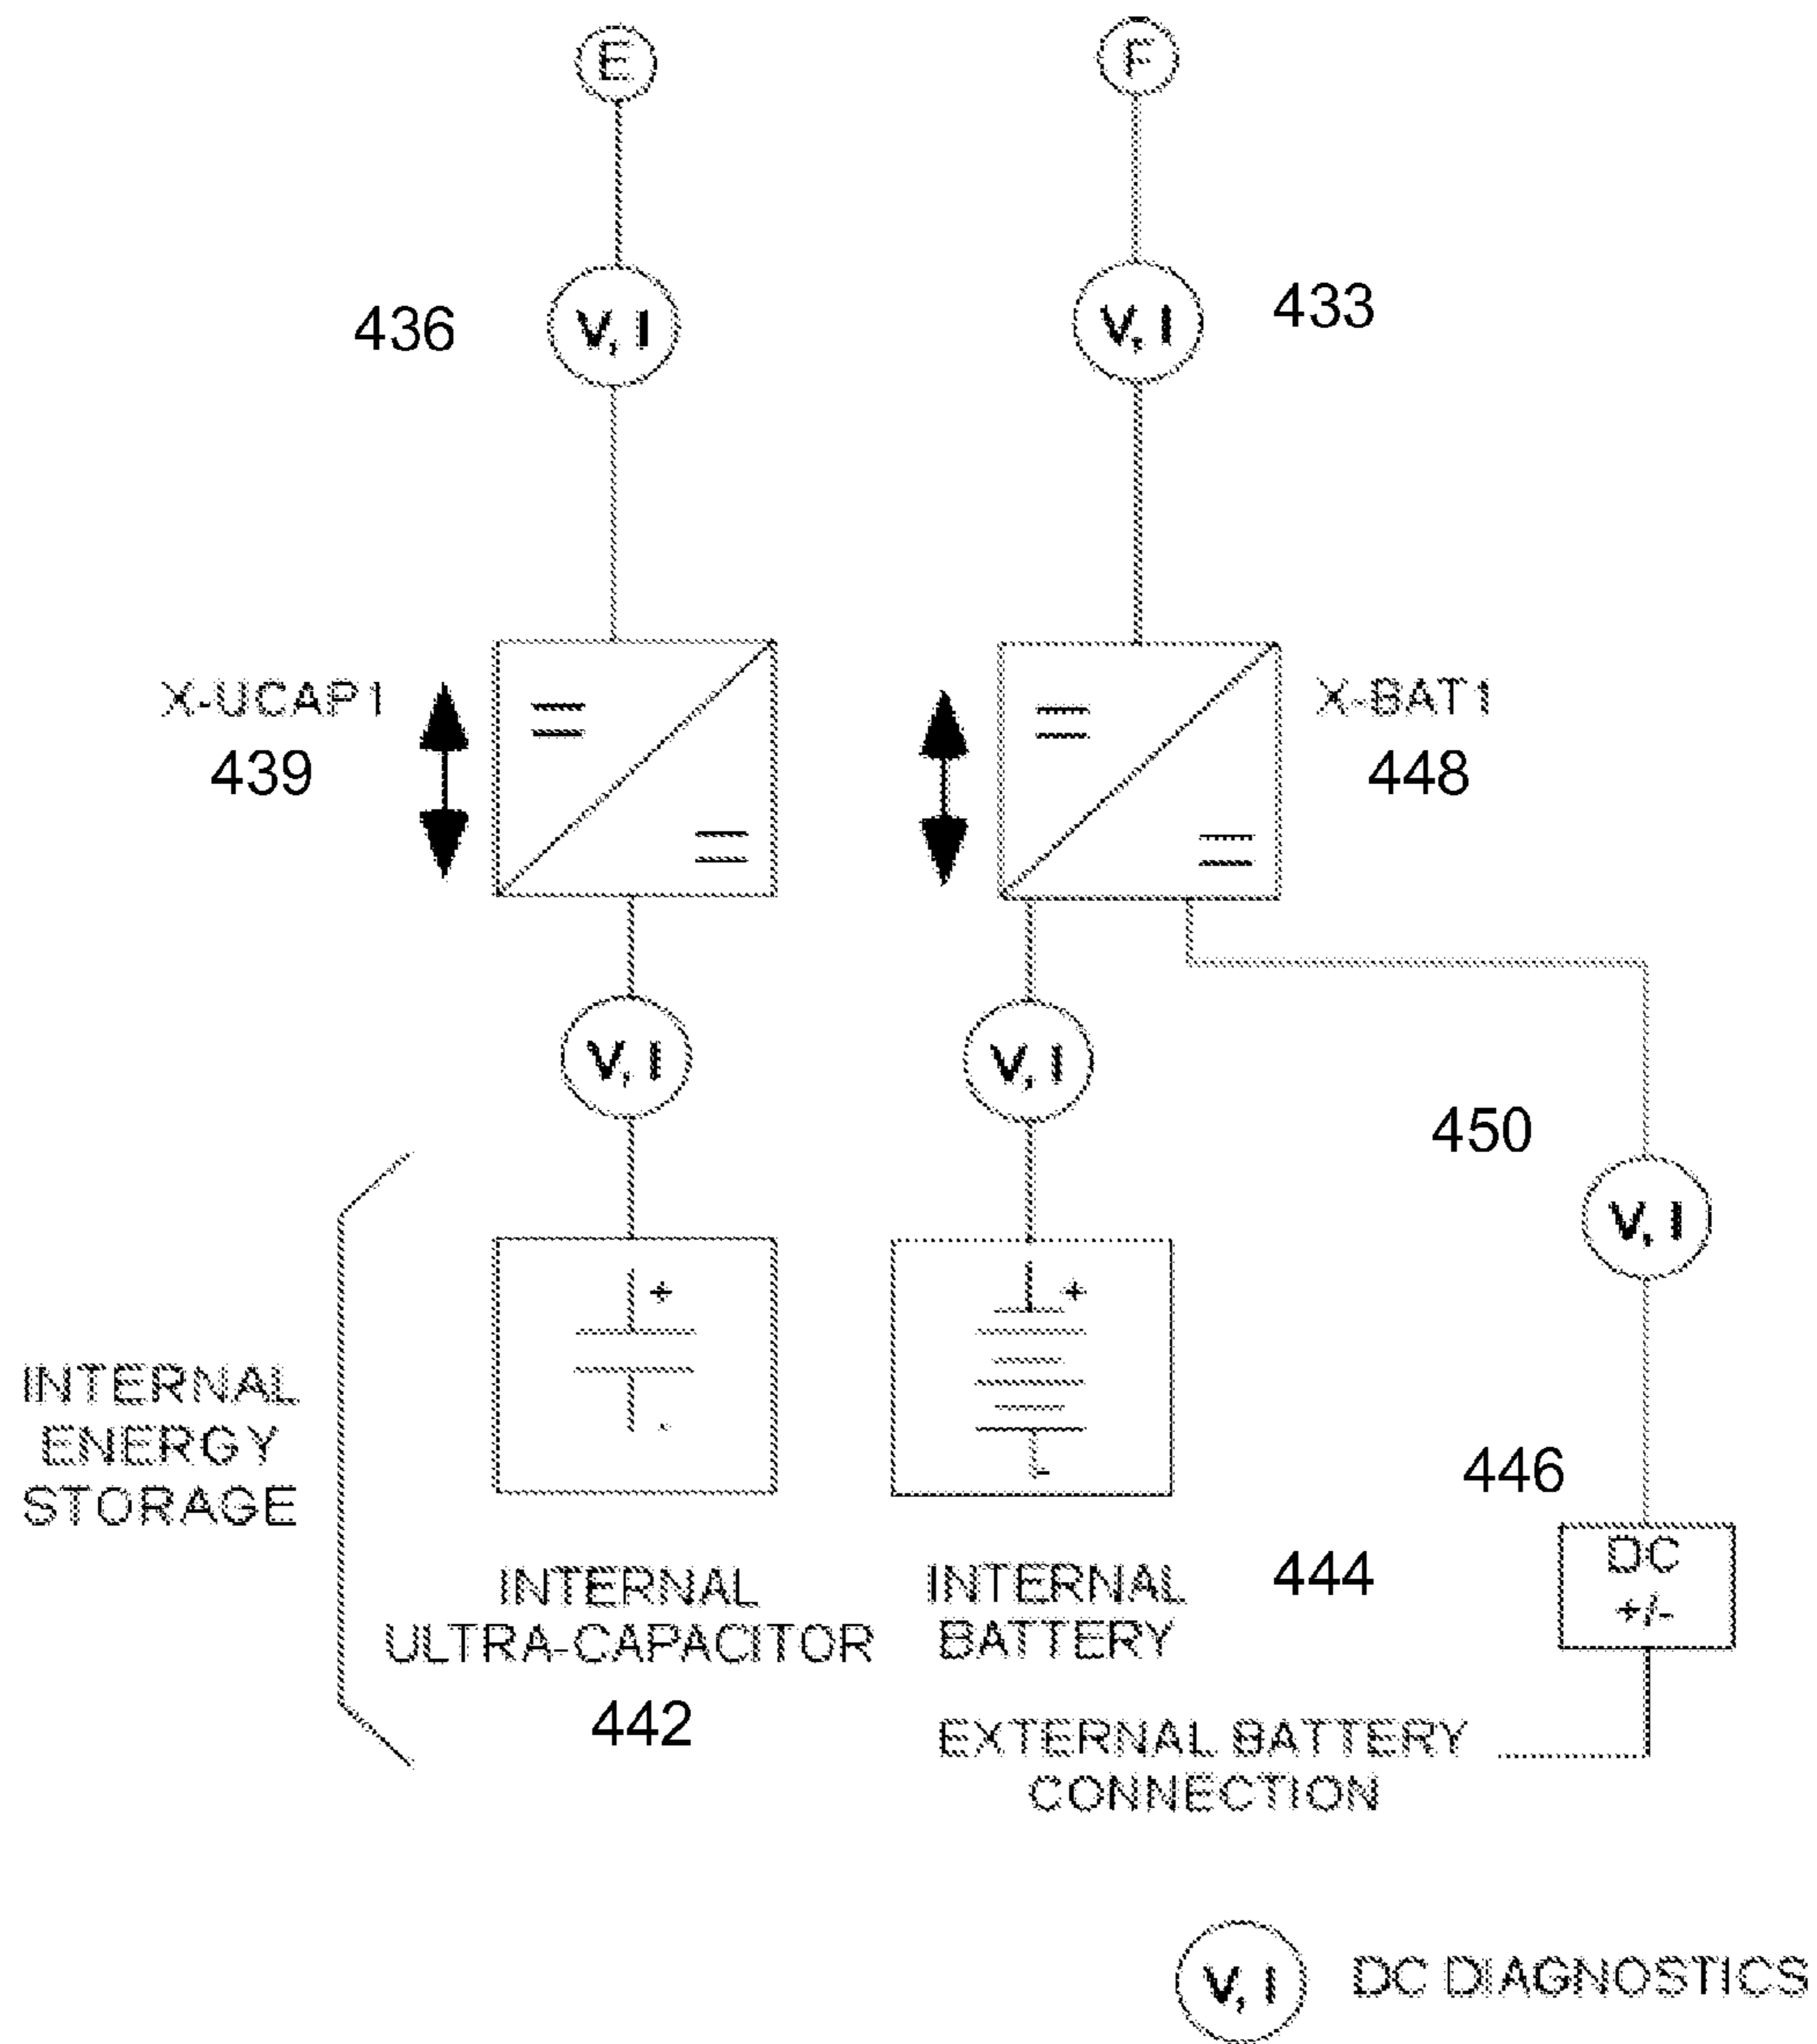 E
F
436
V, I
V, I
433
X-UCAP1
439
X-BAT1
448
V, I
V, I
450
V, I
+
-
+
-
INTERNAL
ENERGY
STORAGE
446
DC
+/-
INTERNAL
ULTRA-CAPACITOR
442
INTERNAL
BATTERY
444
EXTERNAL BATTERY
CONNECTION
V, I
DC DIAGNOSTICS